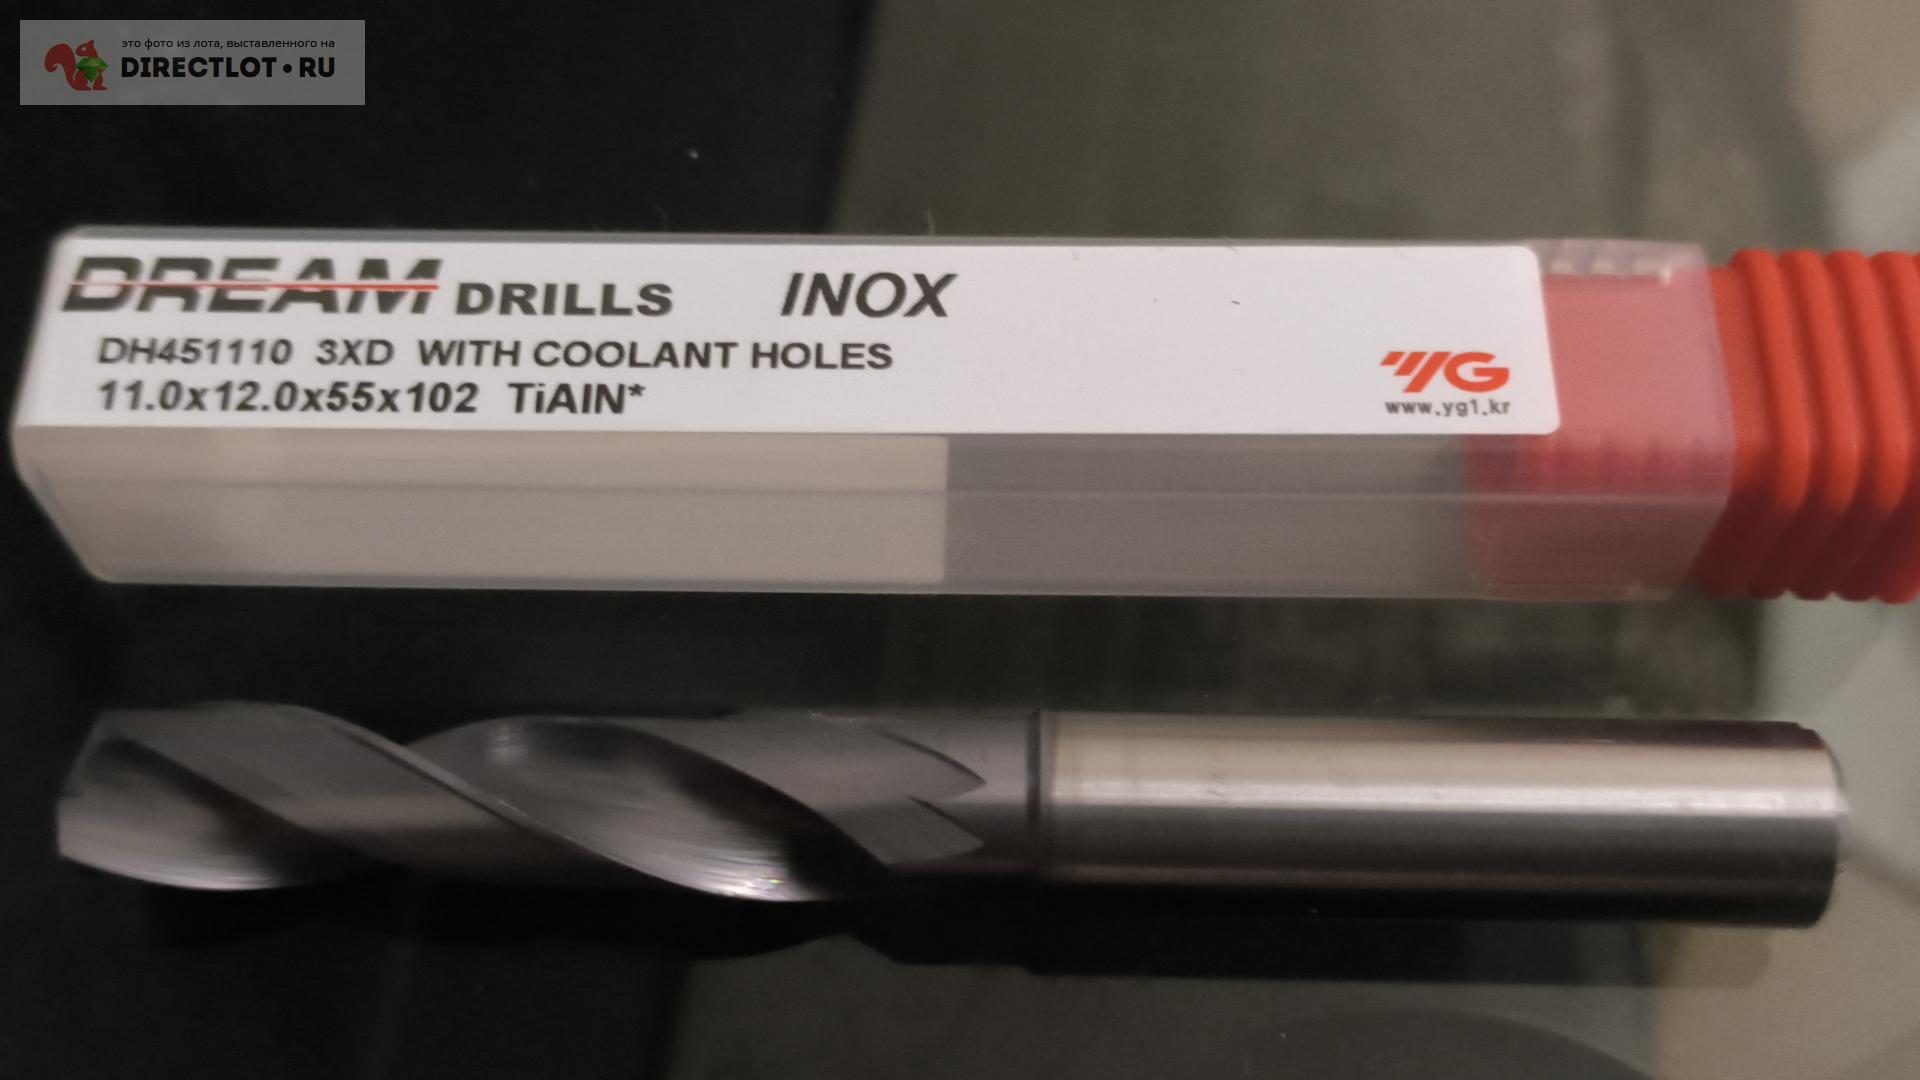 это фото из лота, выставленного на
DIRECTLOT•RU
DREAM DRILLS INOX
DH451110 3XD WITH COOLANT HOLES
11.0x12.0x55x102 TiAIN*
YG
www.yg1.kr